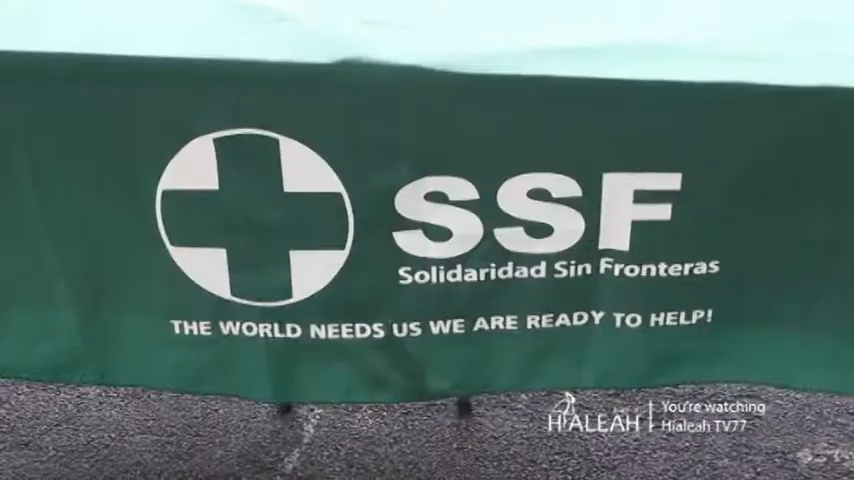 SSF
Solidaridad Sin Fronteras
THE WORLD NEEDS US WE ARE READY TO HELP!
HIALEAH
You're watching
Hialeah TV77